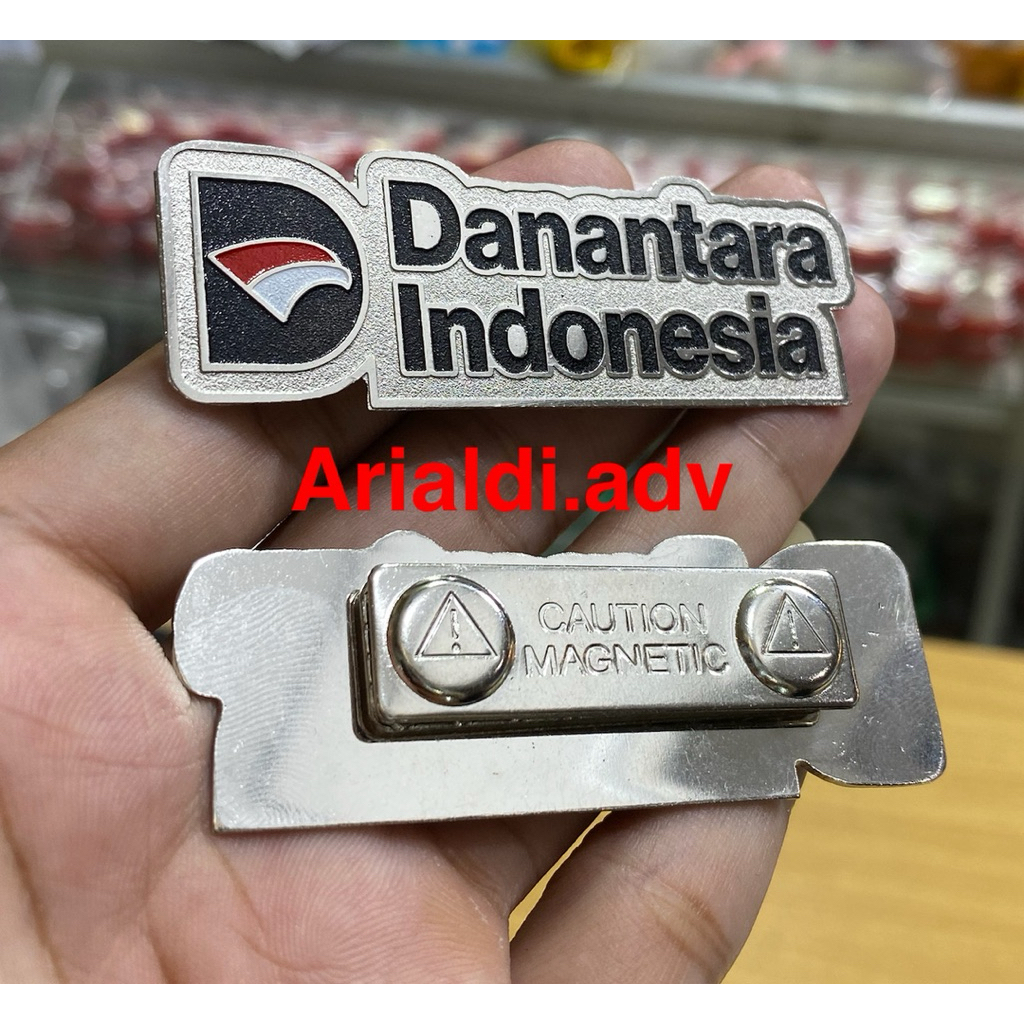 Danantara
Indonesia
Arialdi.adv
CAUTION
MAGNETIC